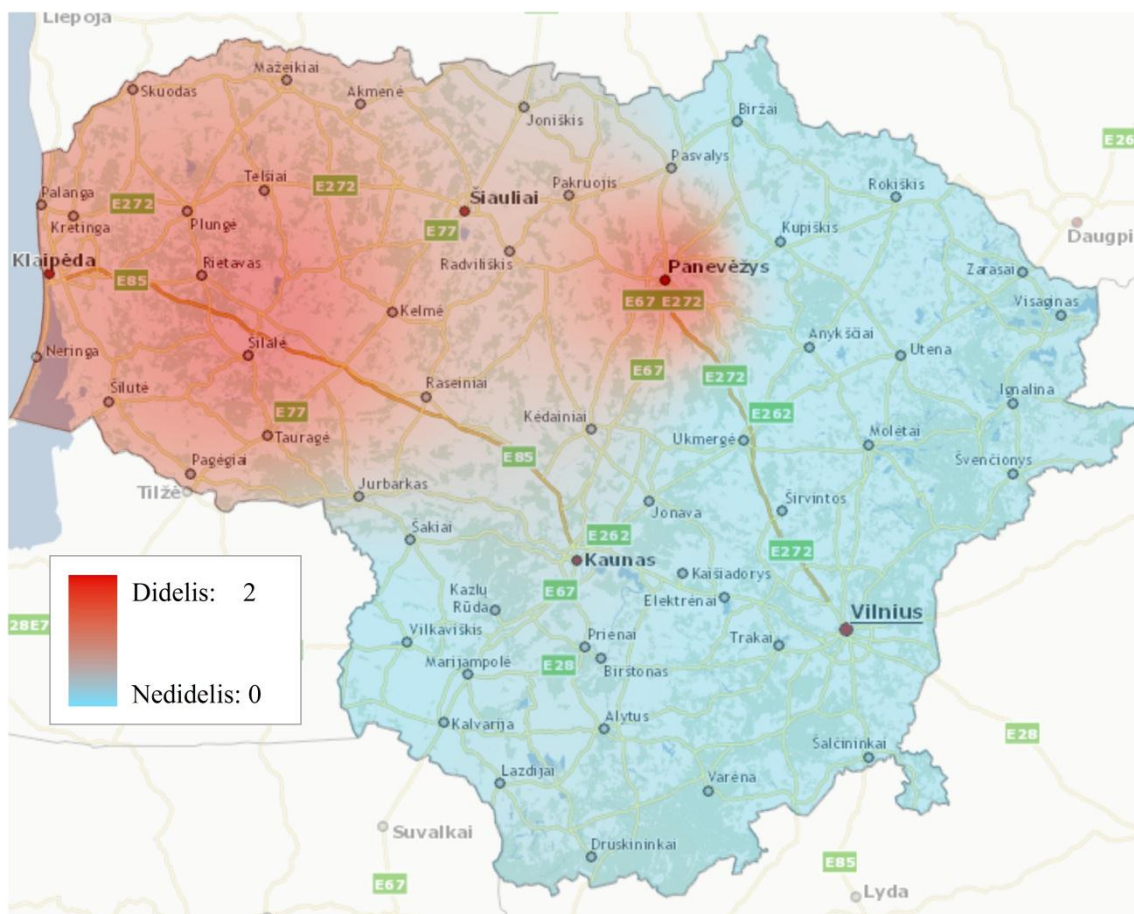 Liepoja
Mažeikiai
Skuodas
Akmenė
Joniškis
Biržai
E26
Pasvalys
Telšiai
E272
Pakruojis
Rokiškis
Palanga
E272
Šiauliai
Kretinga
Plungė
E77
Kupiškis
Daugpi
Klaipėda
Rietavas
Radviliškis
Panevėžys
Zarasai
E85
E67 E272
Visaginas
Kelmė
Anykščiai
Neringa
Šilalė
Utena
E67
E272
Šilutė
Raseiniai
Ignalina
E77
Kėdainiai
E262
Tauragė
Ukmergė
Molėtai
E85
Pagėgiai
Švenčionys
Tilžė
Jurbarkas
Jonava
Širvintos
Šakiai
E262
E272
Kaunas
Kaišiadorys
Didelis: 2
Kazlų
Rūda
E67
Elektrėnai
Vilnius
28E7
Vilkaviškis
Prienai
Trakai
Marijampolė
E28
Birštonas
Nedidelis: 0
Kalvarija
Alytus
E28
Šalčininkai
Lazdijai
Varėna
Suvalkai
Druskininkai
E85
E67
Lyda